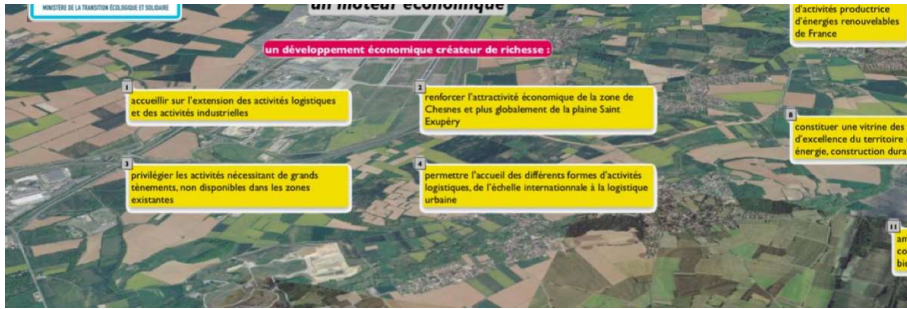 MINISTÈRE DE LA TRANSITION ÉCOLOGIQUE ET SOLIDAIRE
un moteur économique
un développement économique créateur de richesse :
1
accueillir sur l'extension des activités logistiques
et des activités industrielles
2
renforcer l'attractivité économique de la zone de
Chesnes et plus globalement de la plaine Saint
Exupéry
3
privilégier les activités nécessitant de grands
tènements, non disponibles dans les zones
existantes
4
permettre l'accueil des différents formes d'activités
logistiques, de l'échelle internationnale à la logistique
urbaine
d'activités productrice
d'énergies renouvelables
de France
8
constituer une vitrine des
d'excellence du territoire
énergie, construction dura
11
am
co
bie